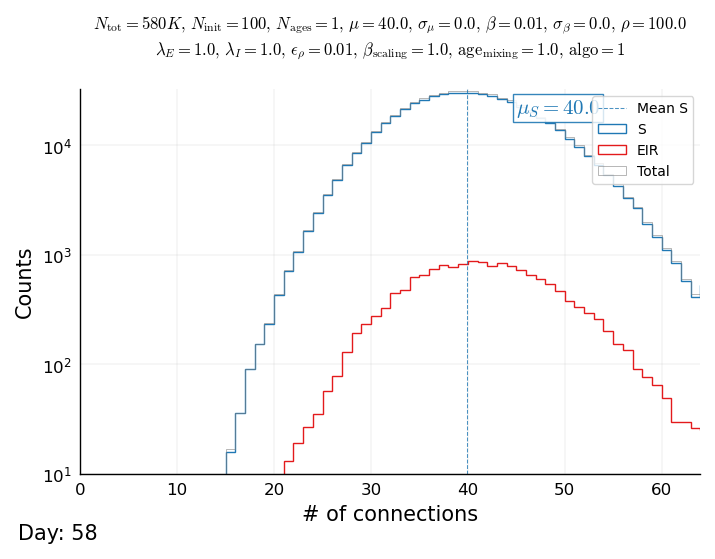 N_tot = 580K, N_init = 100, N_ages = 1, μ = 40.0, σ_μ = 0.0, β = 0.01, σ_β = 0.0, ρ = 100.0
λ_E = 1.0, λ_I = 1.0, ϵ_ρ = 0.01, β_scaling = 1.0, age_mixing = 1.0, algo = 1
μ_S = 40.0
Mean S
S
EIR
Total
10^4
10^3
10^2
10^1
Counts
0 10 20 30 40 50 60
# of connections
Day: 58